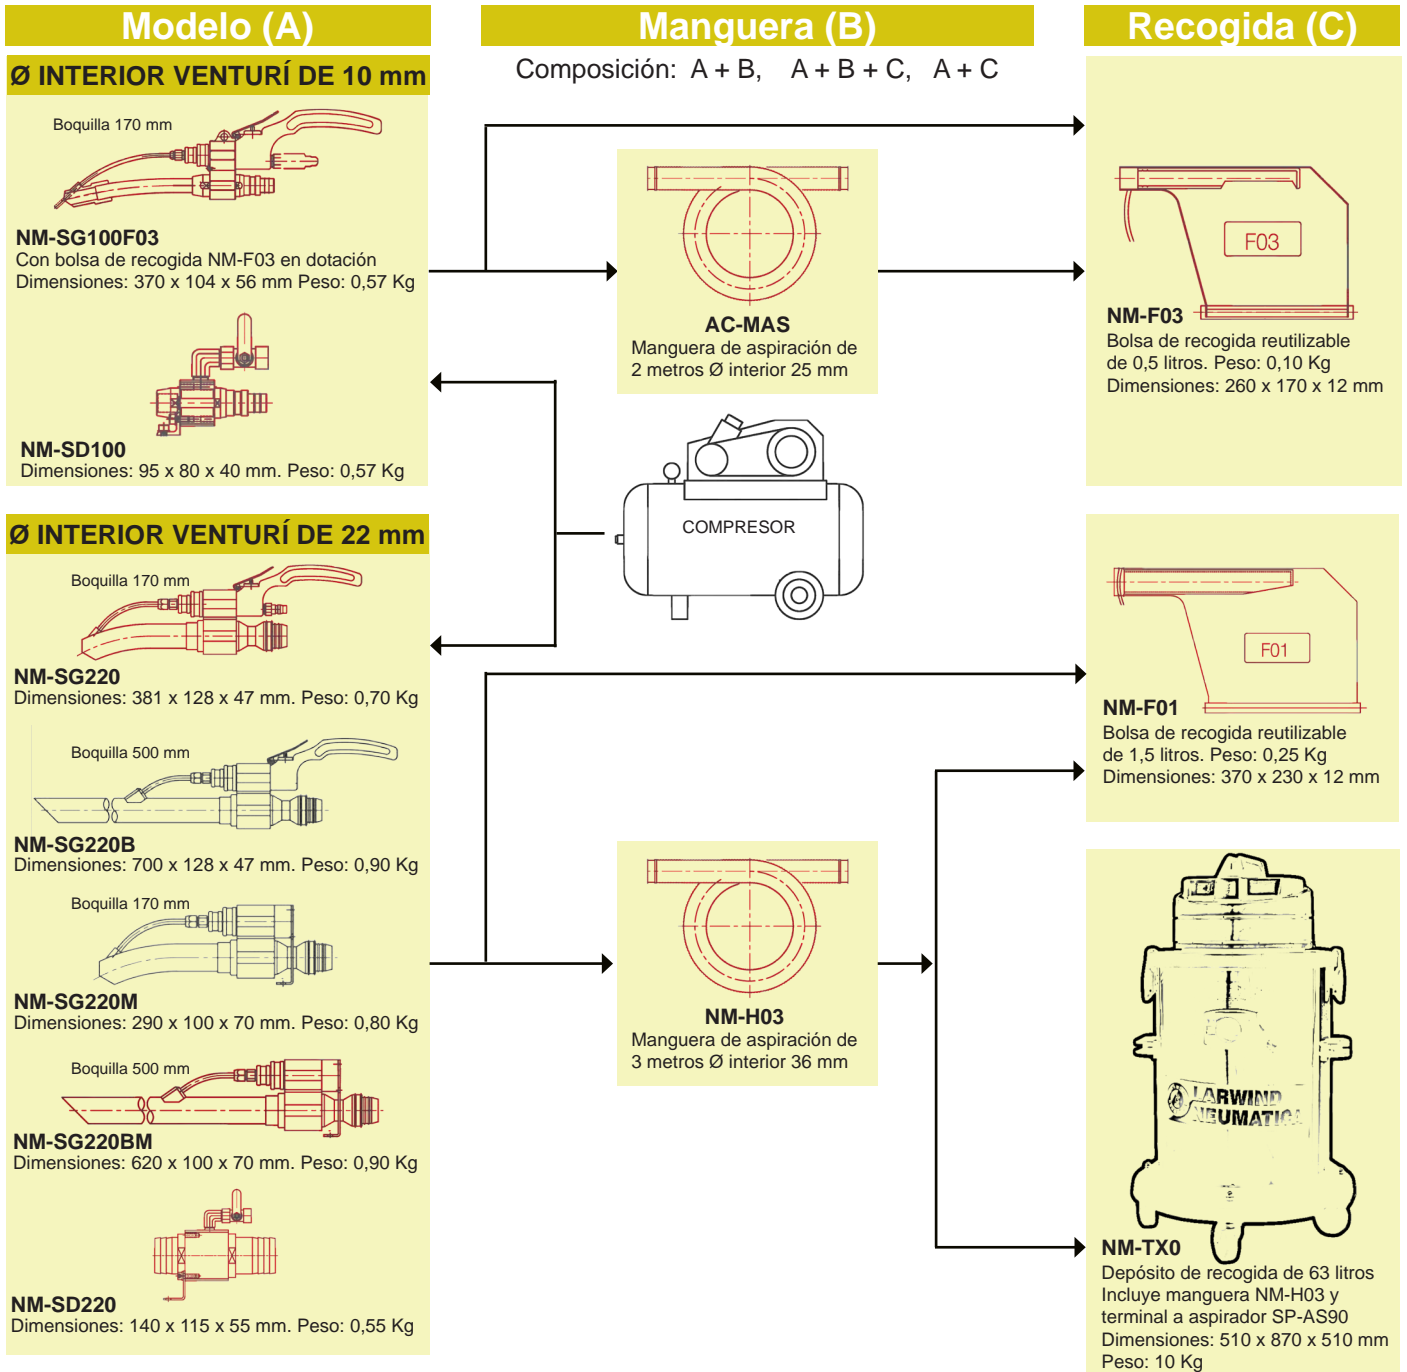 Modelo (A)
Manguera (B)
Recogida (C)
Ø INTERIOR VENTURÍ DE 10 mm
Composición: A + B, A + B + C, A + C
Boquilla 170 mm
NM-SG100F03
Con bolsa de recogida NM-F03 en dotación
Dimensiones: 370 x 104 x 56 mm Peso: 0,57 Kg
NM-SD100
Dimensiones: 95 x 80 x 40 mm. Peso: 0,57 Kg
AC-MAS
Manguera de aspiración de
2 metros Ø interior 25 mm
F03
NM-F03
Bolsa de recogida reutilizable
de 0,5 litros. Peso: 0,10 Kg
Dimensiones: 260 x 170 x 12 mm
COMPRESOR
Ø INTERIOR VENTURÍ DE 22 mm
Boquilla 170 mm
NM-SG220
Dimensiones: 381 x 128 x 47 mm. Peso: 0,70 Kg
Boquilla 500 mm
NM-SG220B
Dimensiones: 700 x 128 x 47 mm. Peso: 0,90 Kg
Boquilla 170 mm
NM-SG220M
Dimensiones: 290 x 100 x 70 mm. Peso: 0,80 Kg
Boquilla 500 mm
NM-SG220BM
Dimensiones: 620 x 100 x 70 mm. Peso: 0,90 Kg
NM-SD220
Dimensiones: 140 x 115 x 55 mm. Peso: 0,55 Kg
NM-H03
Manguera de aspiración de
3 metros Ø interior 36 mm
F01
NM-F01
Bolsa de recogida reutilizable
de 1,5 litros. Peso: 0,25 Kg
Dimensiones: 370 x 230 x 12 mm
LARWIND
NEUMATICA
NM-TX0
Depósito de recogida de 63 litros
Incluye manguera NM-H03 y
terminal a aspirador SP-AS90
Dimensiones: 510 x 870 x 510 mm
Peso: 10 Kg